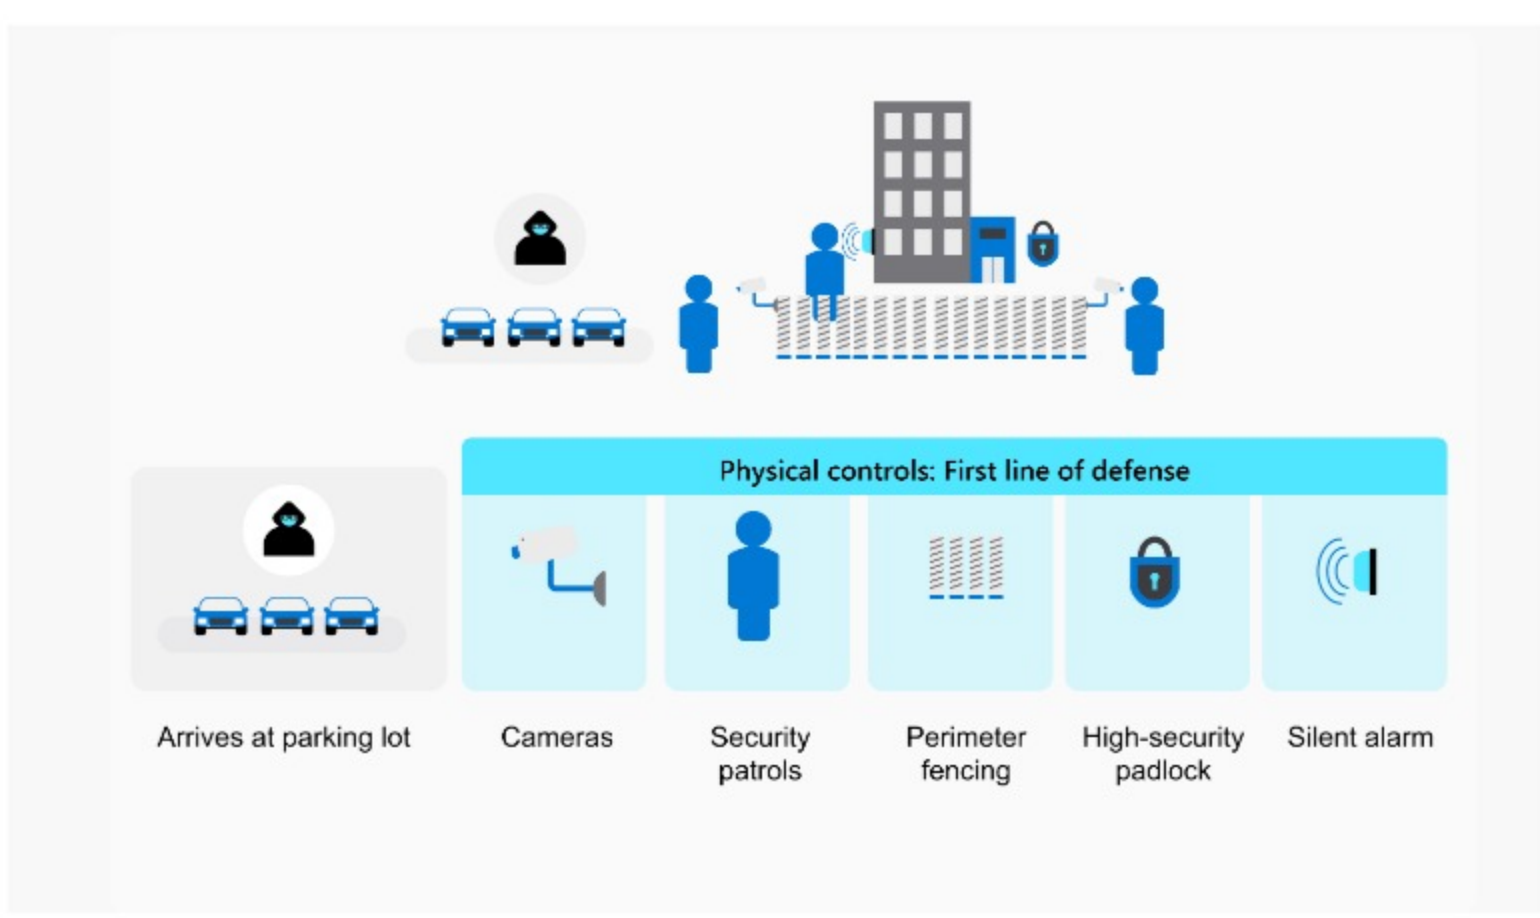 Physical controls: First line of defense
Arrives at parking lot
Cameras
Security
patrols
Perimeter
fencing
High-security
padlock
Silent alarm